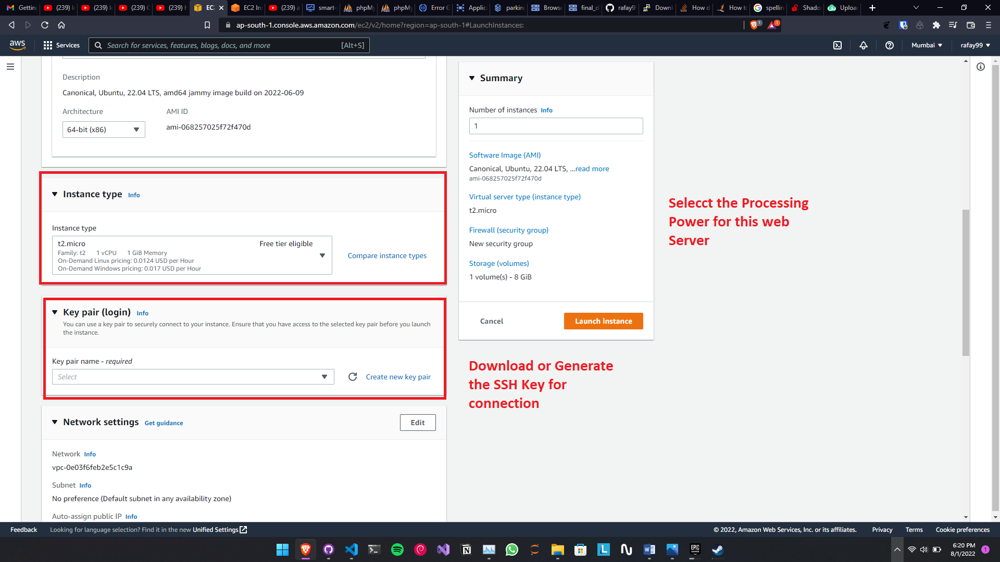 Getting
(239) I
(239) I
(239) C
(239) H
EC
EC2 In
(239) a
smart-
phpMy
phpMy
Error G
Applic
parking
Browse
final_d
rafay9
Downl
How d
How to
spellin
Shado
Uploa
ap-south-1.console.aws.amazon.com/ec2/v2/home?region=ap-south-1#LaunchInstances:
1
1
aws
Services
Search for services, features, blogs, docs, and more
[Alt+S]
Mumbai
rafay99
Description
Canonical, Ubuntu, 22.04 LTS, amd64 jammy image build on 2022-06-09
Architecture
AMI ID
64-bit (x86)
ami-068257025f72f470d
Instance type Info
Instance type
t2.micro
Free tier eligible
Family: t2 1 vCPU 1 GiB Memory
On-Demand Linux pricing: 0.0124 USD per Hour
On-Demand Windows pricing: 0.017 USD per Hour
Compare instance types
Key pair (login) Info
You can use a key pair to securely connect to your instance. Ensure that you have access to the selected key pair before you launch
the instance.
Key pair name - required
Select
Create new key pair
Network settings Get guidance
Edit
Network Info
vpc-0e03f6feb2e5c1c9a
Subnet Info
No preference (Default subnet in any availability zone)
Auto-assign public IP Info
Summary
Number of instances Info
1
Software Image (AMI)
Canonical, Ubuntu, 22.04 LTS, ...read more
ami-068257025f72f470d
Virtual server type (instance type)
t2.micro
Firewall (security group)
New security group
Storage (volumes)
1 volume(s) - 8 GiB
Cancel
Launch instance
Selecct the Processing
Power for this web
Server
Download or Generate
the SSH Key for
connection
Feedback
Looking for language selection? Find it in the new Unified Settings
© 2022, Amazon Web Services, Inc. or its affiliates.
Privacy
Terms
Cookie preferences
EPIC
GAMES
6:20 PM
8/1/2022
1